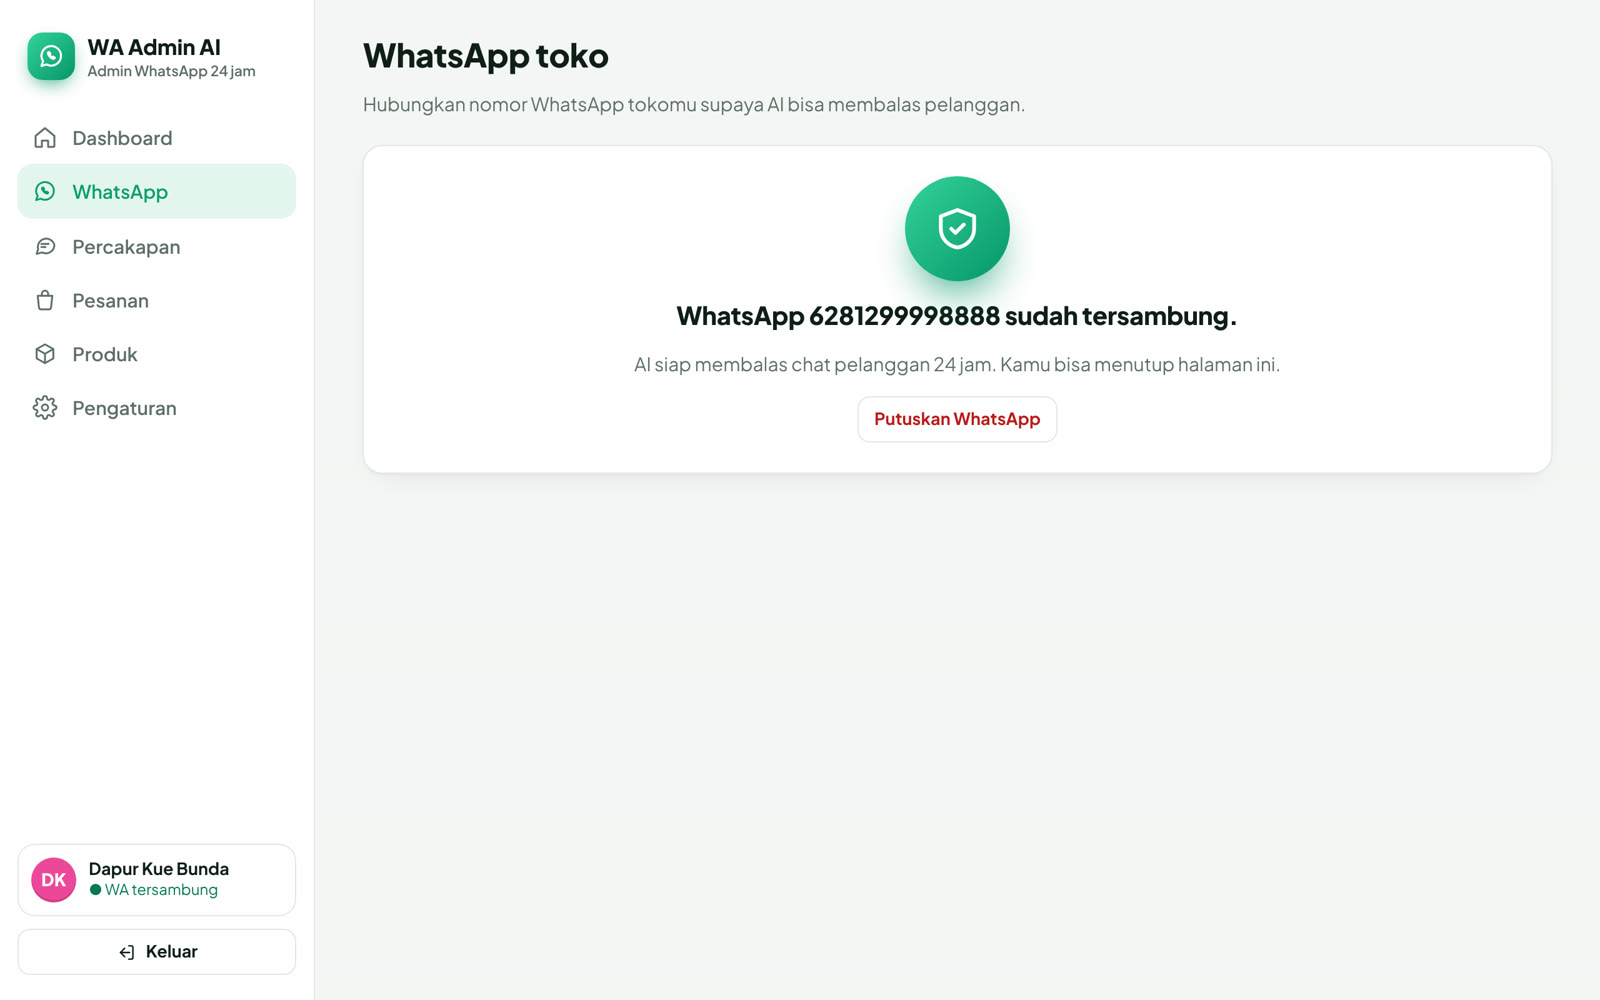 WA Admin AI
Admin WhatsApp 24 jam
Dashboard
WhatsApp
Percakapan
Pesanan
Produk
Pengaturan
DK
Dapur Kue Bunda
WA tersambung
Keluar
WhatsApp toko
Hubungkan nomor WhatsApp tokomu supaya AI bisa membalas pelanggan.
WhatsApp 6281299998888 sudah tersambung.
AI siap membalas chat pelanggan 24 jam. Kamu bisa menutup halaman ini.
Putuskan WhatsApp